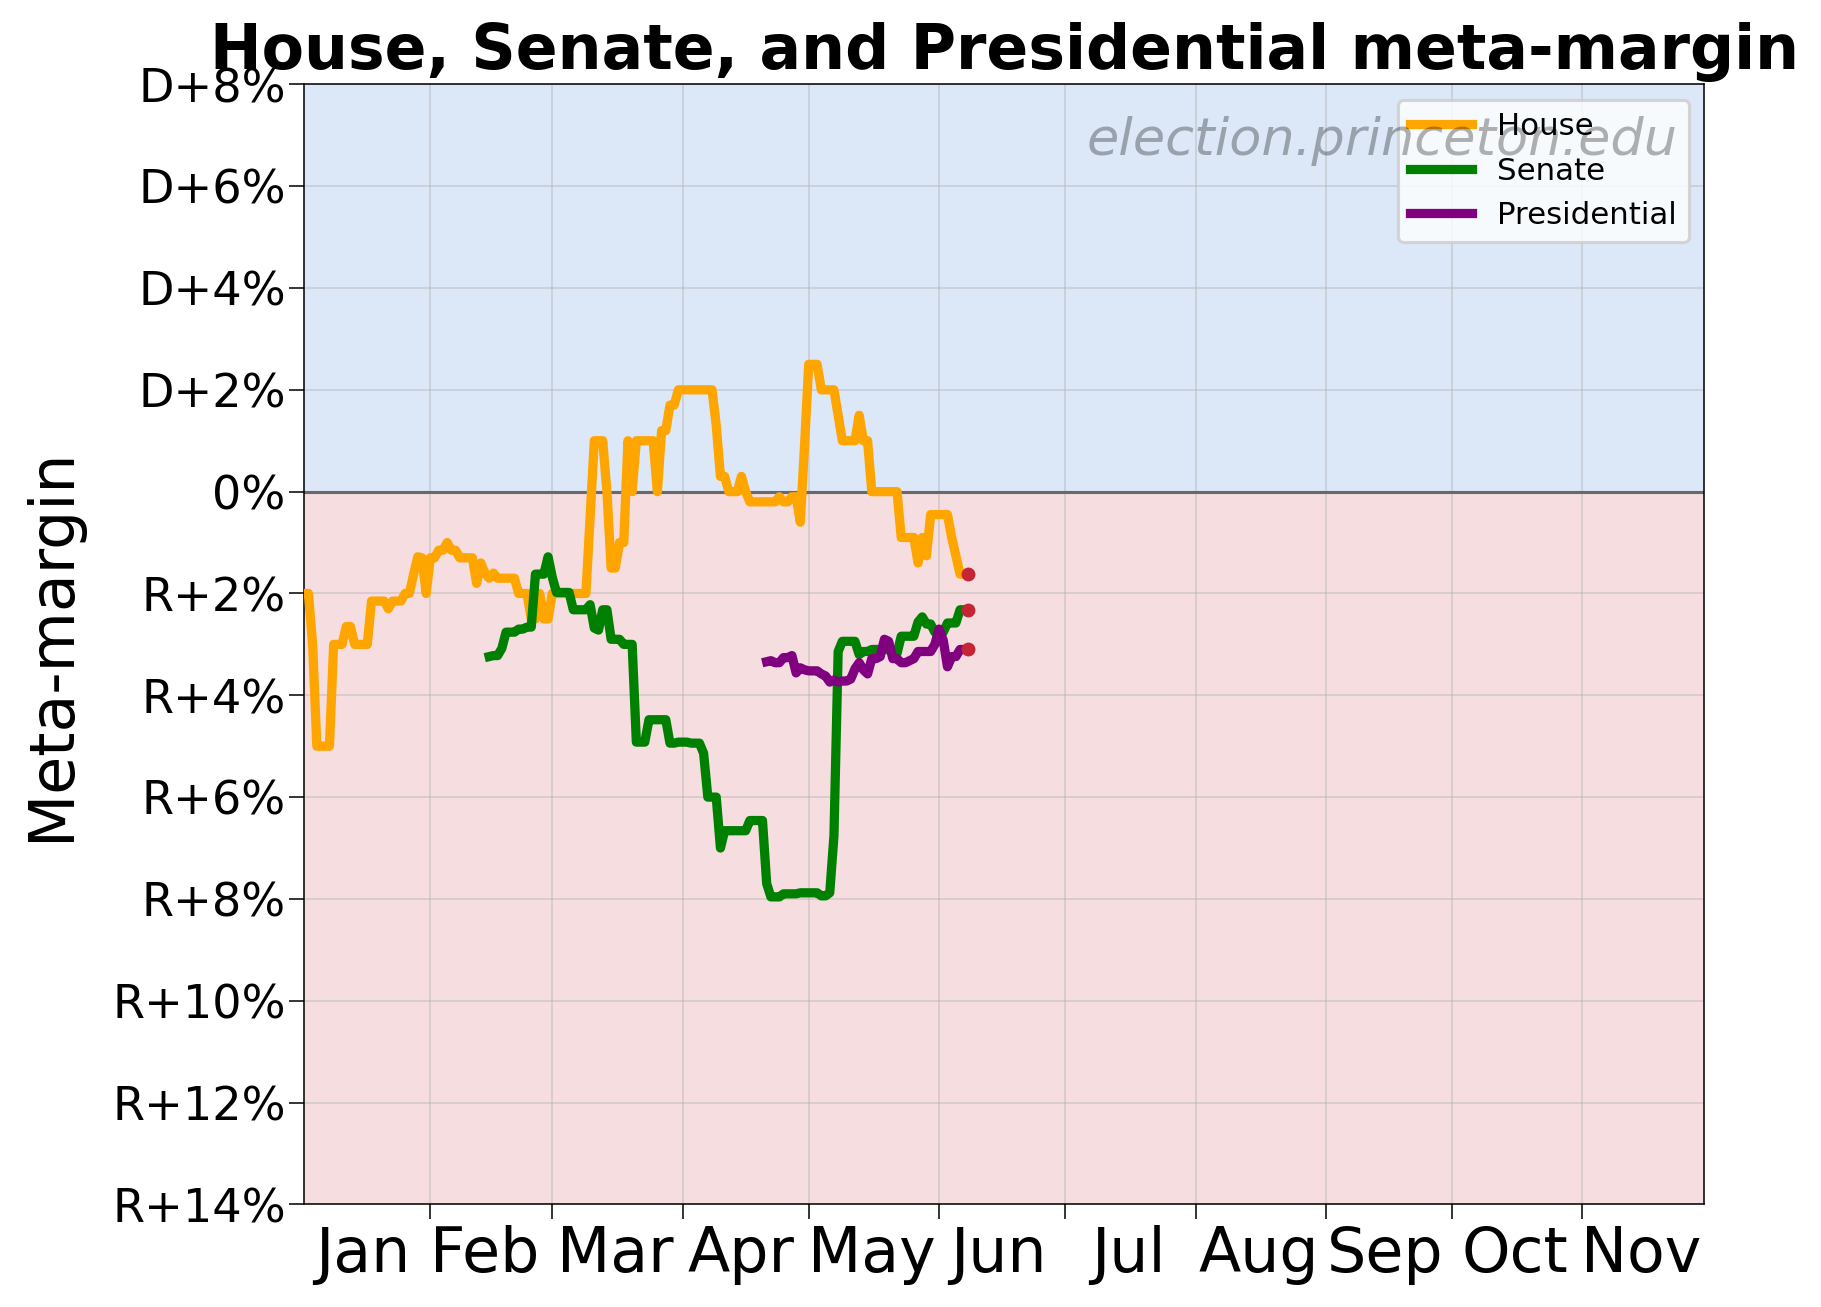 House, Senate, and Presidential meta-margin
election.princeton.edu
House
Senate
Presidential
Meta-margin
D+8%
D+6%
D+4%
D+2%
0%
R+2%
R+4%
R+6%
R+8%
R+10%
R+12%
R+14%
Jan Feb Mar Apr May Jun Jul Aug Sep Oct Nov